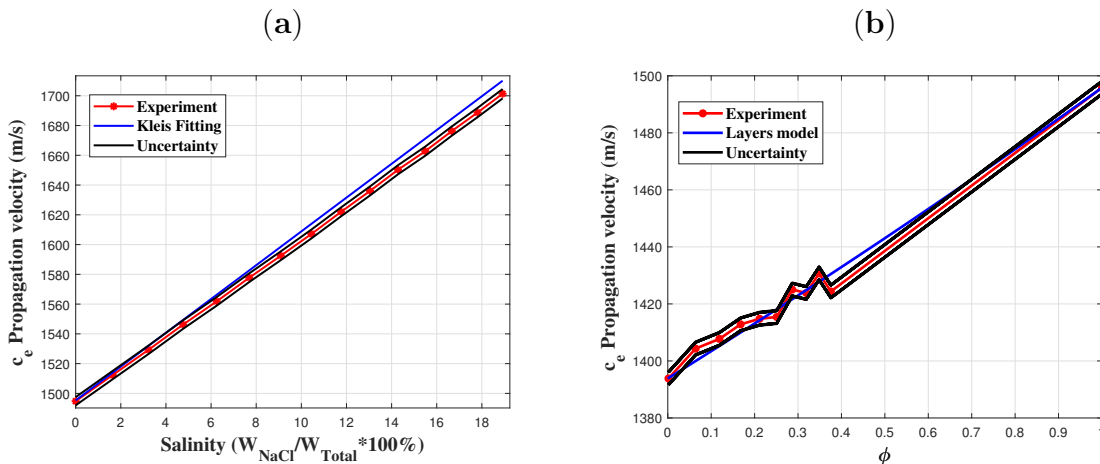 (a)
1700
1680
1660
1640
1620
1600
1580
1560
1540
1520
1500
c_e Propagation velocity (m/s)
Experiment
Kleis Fitting
Uncertainty
0 2 4 6 8 10 12 14 16 18
Salinity (W_NaCl/W_Total*100%)
(b)
1500
1480
1460
1440
1420
1400
1380
c_e Propagation velocity (m/s)
Experiment
Layers model
Uncertainty
0 0.1 0.2 0.3 0.4 0.5 0.6 0.7 0.8 0.9 1
ϕ